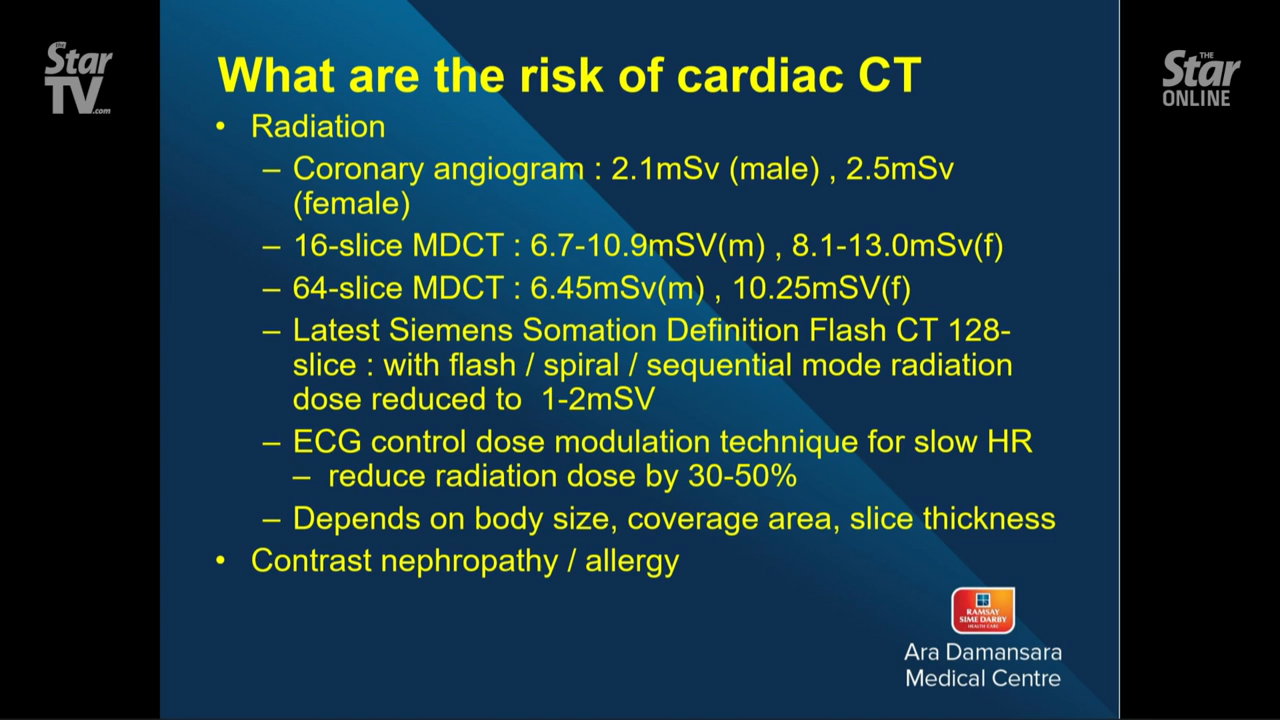 THE
Star
TV.com
THE
Star
ONLINE
What are the risk of cardiac CT
• Radiation
– Coronary angiogram : 2.1mSv (male) , 2.5mSv
(female)
– 16-slice MDCT : 6.7-10.9mSV(m) , 8.1-13.0mSv(f)
– 64-slice MDCT : 6.45mSv(m) , 10.25mSV(f)
– Latest Siemens Somation Definition Flash CT 128-
slice : with flash / spiral / sequential mode radiation
dose reduced to 1-2mSV
– ECG control dose modulation technique for slow HR
– reduce radiation dose by 30-50%
– Depends on body size, coverage area, slice thickness
• Contrast nephropathy / allergy
RAMSAY
SIME DARBY
HEALTH CARE
Ara Damansara
Medical Centre